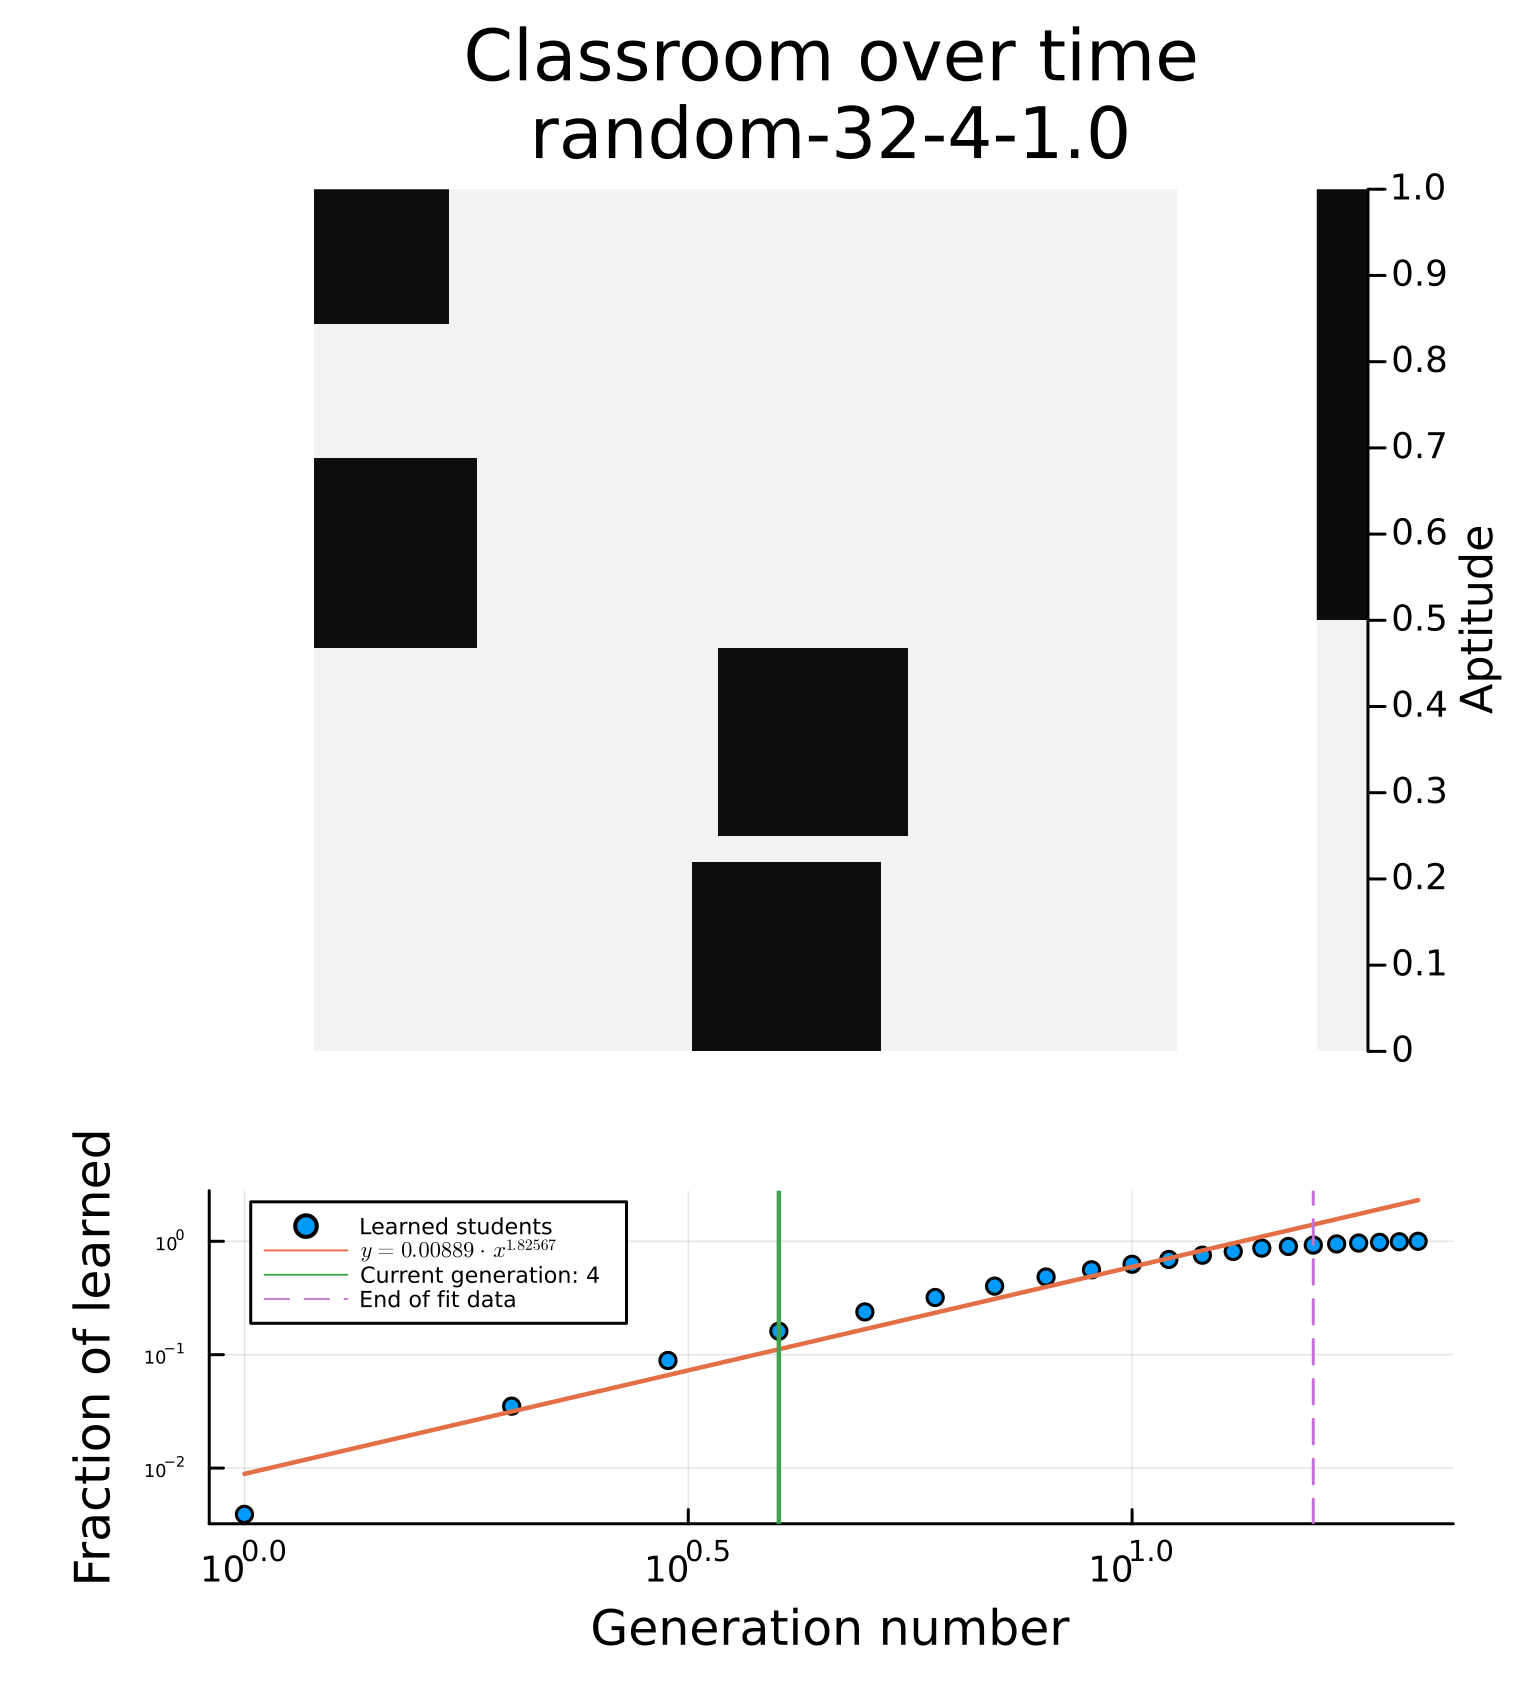 Classroom over time
random-32-4-1.0
1.0
0.9
0.8
0.7
0.6
0.5
0.4
0.3
0.2
0.1
0
Aptitude
Fraction of learned
10^0
10^-1
10^-2
Learned students
y = 0.00889 · x^1.82567
Current generation: 4
End of fit data
10^0.0
10^0.5
10^1.0
Generation number